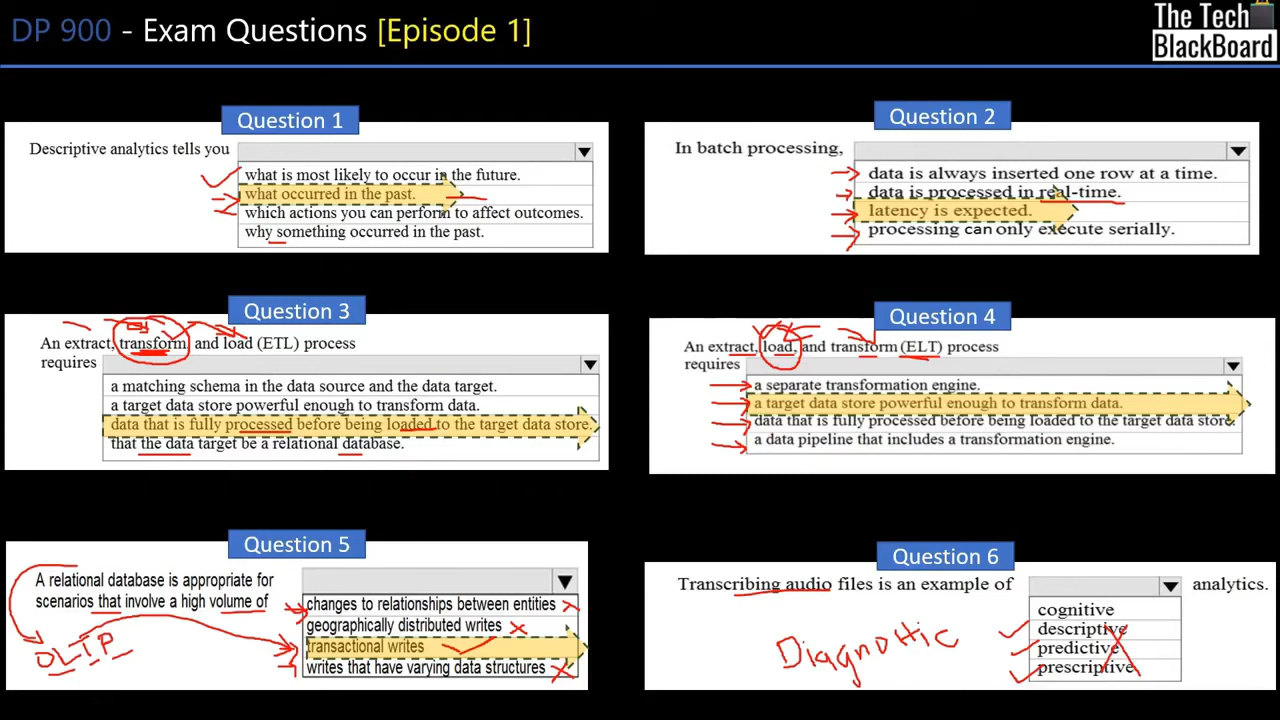 DP 900 - Exam Questions [Episode 1]
The Tech
BlackBoard
Question 1
Descriptive analytics tells you
what is most likely to occur in the future.
what occurred in the past.
which actions you can perform to affect outcomes.
why something occurred in the past.
Question 2
In batch processing,
data is always inserted one row at a time.
data is processed in real-time.
latency is expected.
processing can only execute serially.
Question 3
An extract, transform, and load (ETL) process
requires
a matching schema in the data source and the data target.
a target data store powerful enough to transform data.
data that is fully processed before being loaded to the target data store.
that the data target be a relational database.
Question 4
An extract, load, and transform (ELT) process
requires
a separate transformation engine.
a target data store powerful enough to transform data.
data that is fully processed before being loaded to the target data store.
a data pipeline that includes a transformation engine.
Question 5
A relational database is appropriate for
scenarios that involve a high volume of
changes to relationships between entities
geographically distributed writes
transactional writes
writes that have varying data structures
OLTP
Question 6
Transcribing audio files is an example of
analytics.
cognitive
descriptive
predictive
prescriptive
Diagnostic